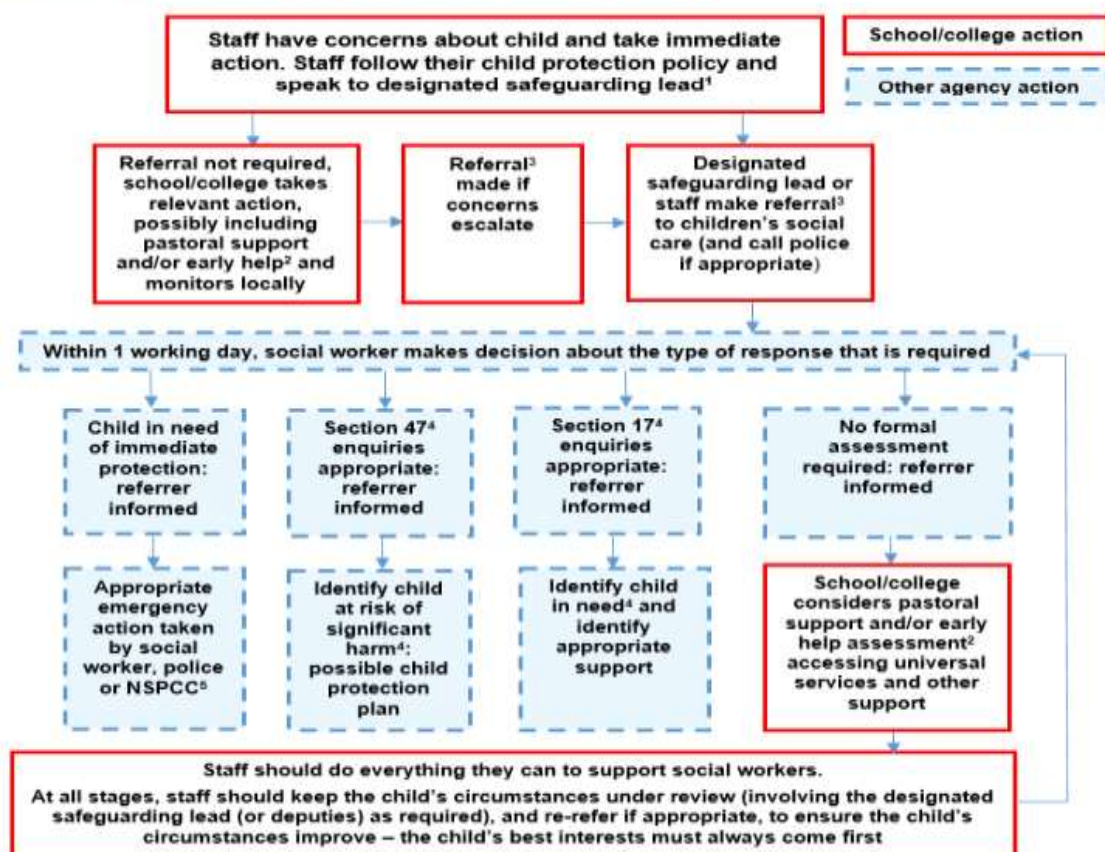 Staff have concerns about child and take immediate
action. Staff follow their child protection policy and
speak to designated safeguarding lead¹
School/college action
Other agency action
Referral not required,
school/college takes
relevant action,
possibly including
pastoral support
and/or early help² and
monitors locally
Referral³
made if
concerns
escalate
Designated
safeguarding lead or
staff make referral³
to children’s social
care (and call police
if appropriate)
Within 1 working day, social worker makes decision about the type of response that is required
Child in need
of immediate
protection:
referrer
informed
Section 47⁴
enquiries
appropriate:
referrer
informed
Section 17⁴
enquiries
appropriate:
referrer
informed
No formal
assessment
required: referrer
informed
Appropriate
emergency
action taken
by social
worker, police
or NSPCC⁵
Identify child
at risk of
significant
harm⁴:
possible child
protection
plan
Identify child
in need⁴ and
identify
appropriate
support
School/college
considers pastoral
support and/or early
help assessment²
accessing universal
services and other
support
Staff should do everything they can to support social workers.
At all stages, staff should keep the child’s circumstances under review (involving the designated
safeguarding lead (or deputies) as required), and re-refer if appropriate, to ensure the child’s
circumstances improve – the child’s best interests must always come first